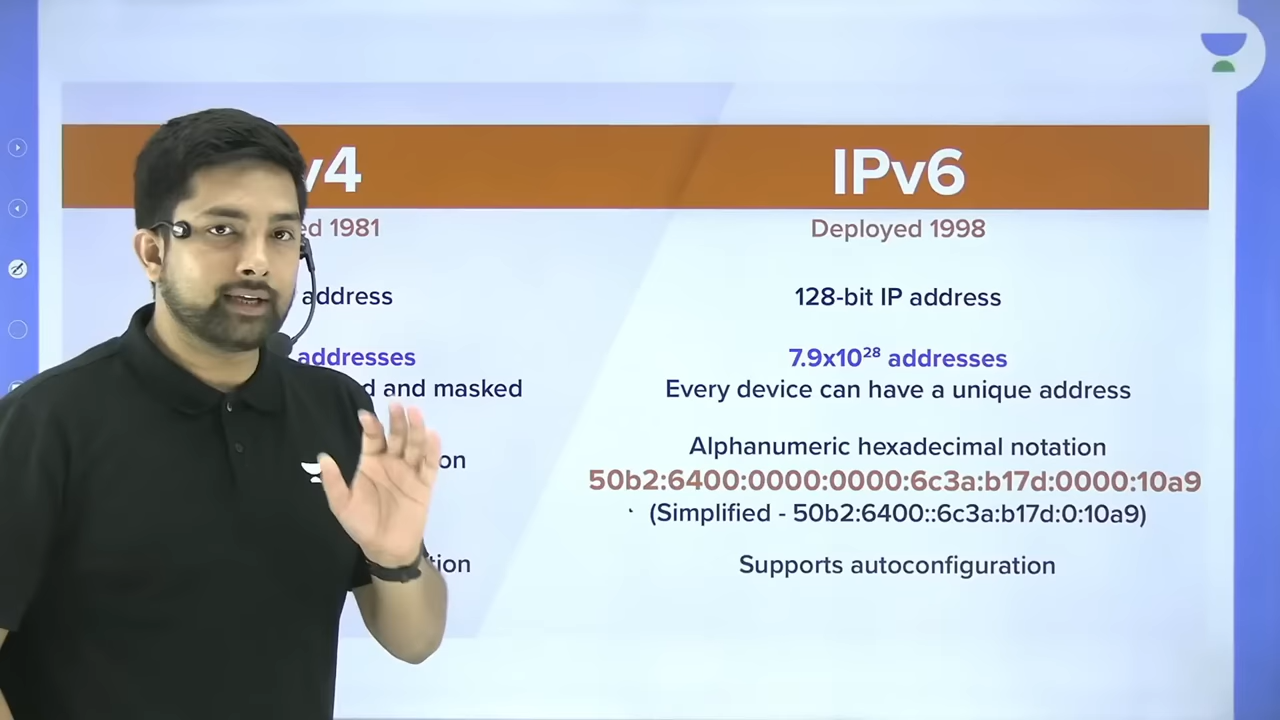 v4
IPv6
ed 1981
Deployed 1998
address
128-bit IP address
addresses
7.9x10²⁸ addresses
d and masked
Every device can have a unique address
Alphanumeric hexadecimal notation
on
50b2:6400:0000:0000:6c3a:b17d:0000:10a9
(Simplified - 50b2:6400::6c3a:b17d:0:10a9)
tion
Supports autoconfiguration